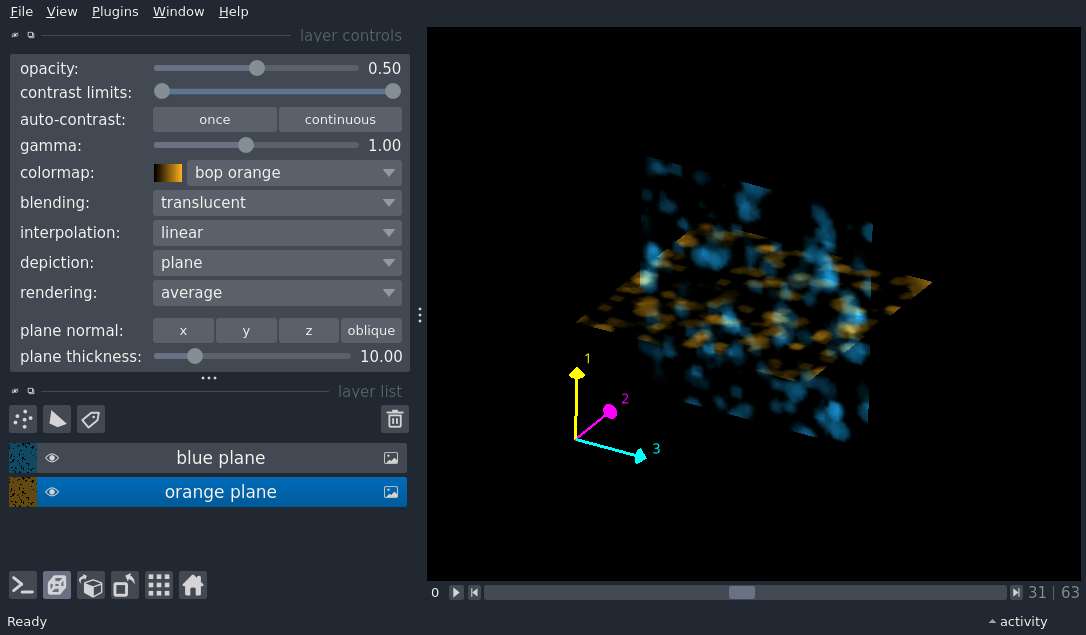 File View Plugins Window Help
layer controls
opacity: 0.50
contrast limits:
auto-contrast: once continuous
gamma: 1.00
colormap: bop orange
blending: translucent
interpolation: linear
depiction: plane
rendering: average
plane normal: x y z oblique
plane thickness: 10.00
layer list
blue plane
orange plane
1
2
3
0 31 | 63
Ready activity